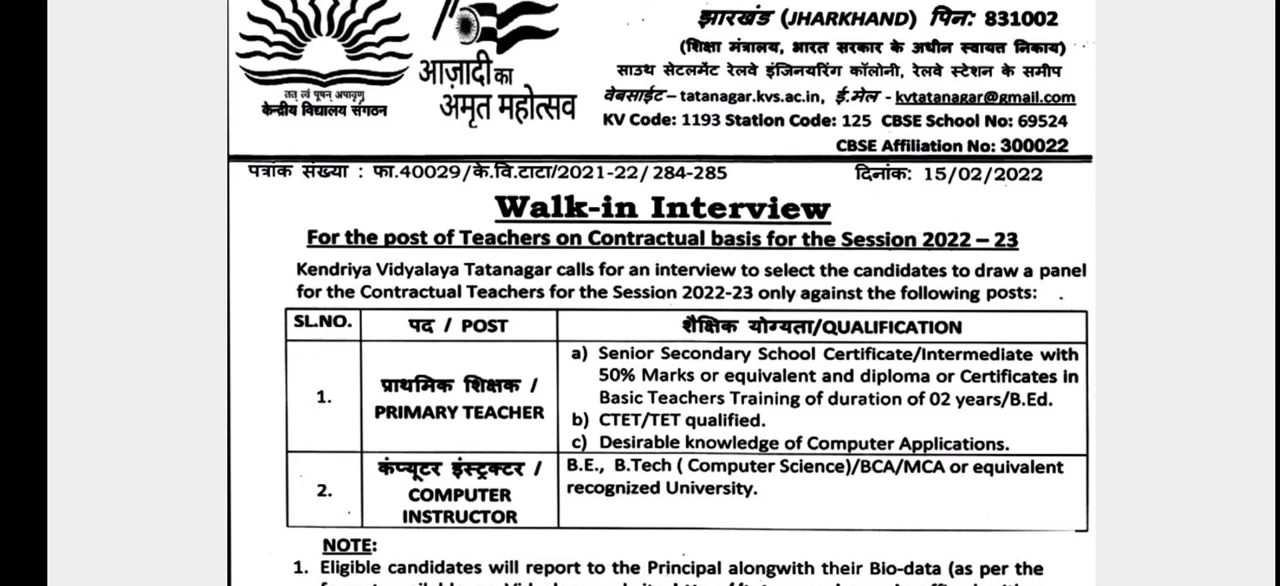 झारखंड (JHARKHAND) पिन: 831002
(शिक्षा मंत्रालय, भारत सरकार के अधीन स्वायत निकाय)
साउथ सेटलमेंट रेलवे इंजिनयरिंग कॉलोनी, रेलवे स्टेशन के समीप
वेबसाईट – tatanagar.kvs.ac.in, ई.मेल - kvtatanagar@gmail.com
KV Code: 1193 Station Code: 125 CBSE School No: 69524
CBSE Affiliation No: 300022
तत् त्वं पूषन् अपावृणु
केन्द्रीय विद्यालय संगठन
आज़ादी का
अमृत महोत्सव
पत्रांक संख्या : फा.40029/के.वि.टाटा/2021-22/ 284-285 दिनांक: 15/02/2022
Walk-in Interview
For the post of Teachers on Contractual basis for the Session 2022 – 23
Kendriya Vidyalaya Tatanagar calls for an interview to select the candidates to draw a panel
for the Contractual Teachers for the Session 2022-23 only against the following posts:
SL.NO. पद / POST शैक्षिक योग्यता/QUALIFICATION
1. प्राथमिक शिक्षक /
PRIMARY TEACHER
a) Senior Secondary School Certificate/Intermediate with
50% Marks or equivalent and diploma or Certificates in
Basic Teachers Training of duration of 02 years/B.Ed.
b) CTET/TET qualified.
c) Desirable knowledge of Computer Applications.
2. कंप्यूटर इंस्ट्रक्टर /
COMPUTER
INSTRUCTOR
B.E., B.Tech ( Computer Science)/BCA/MCA or equivalent
recognized University.
NOTE:
1. Eligible candidates will report to the Principal alongwith their Bio-data (as per the